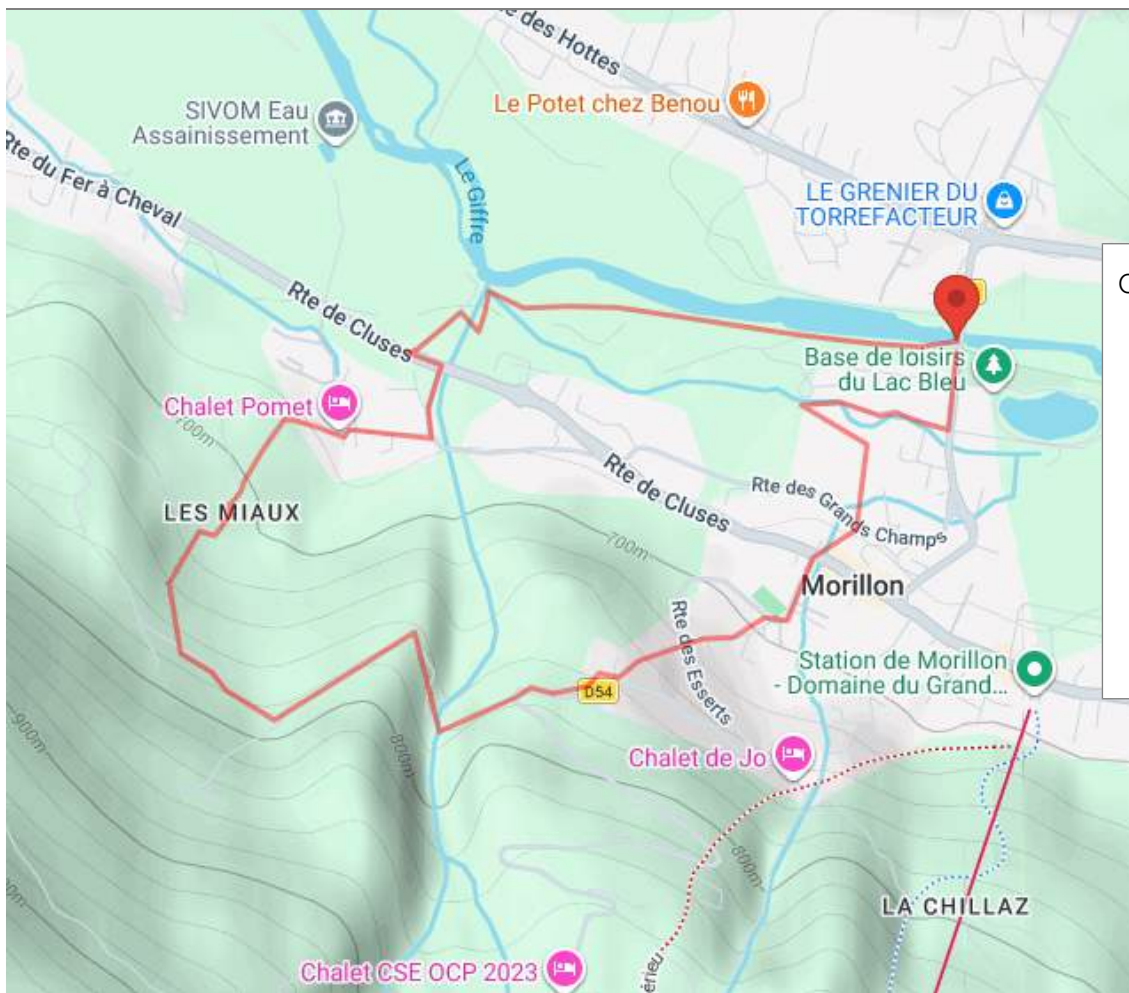 Rte des Hottes
SIVOM Eau
Assainissement
Le Potet chez Benou
Rte du Fer à Cheval
Le Giffre
LE GRENIER DU
TORREFACTEUR
Rte de Cluses
Base de loisirs
du Lac Bleu
Chalet Pomet
700m
LES MIAUX
Rte de Cluses
Rte des Grands Champs
700m
Morillon
Rte des Esserts
Station de Morillon
- Domaine du Grand...
D54
900m
800m
Chalet de Jo
800m
LA CHILLAZ
Chalet CSE OCP 2023
érieu